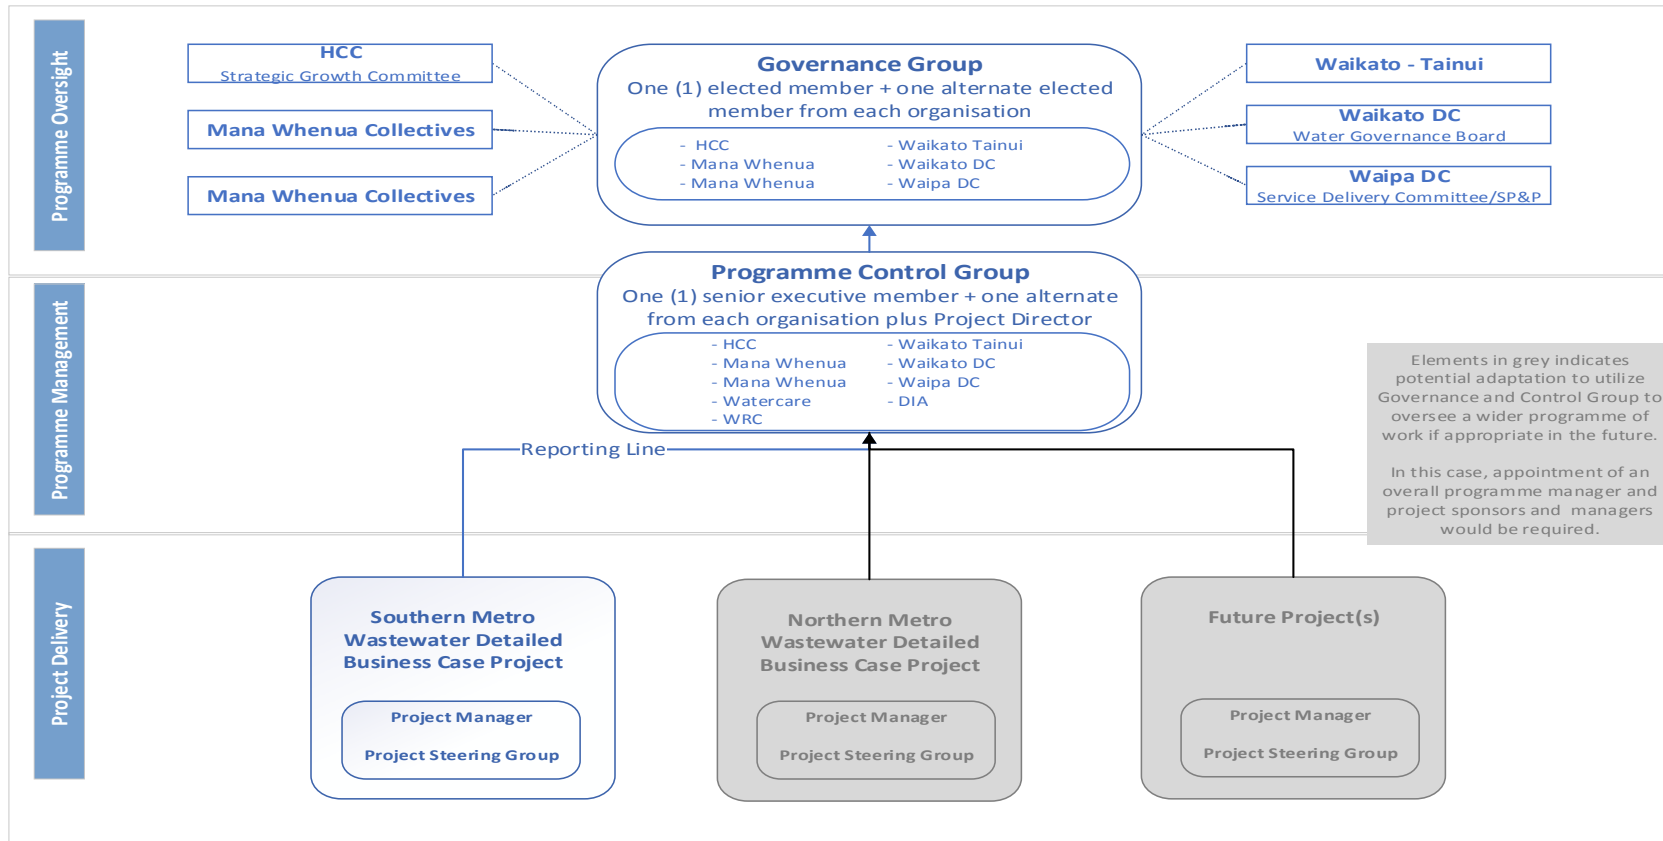 Programme Oversight
HCC
Strategic Growth Committee
Mana Whenua Collectives
Mana Whenua Collectives
Governance Group
One (1) elected member + one alternate elected
member from each organisation
- HCC
- Mana Whenua
- Mana Whenua
- Waikato Tainui
- Waikato DC
- Waipa DC
Waikato - Tainui
Waikato DC
Water Governance Board
Waipa DC
Service Delivery Committee/SP&P
Programme Management
Programme Control Group
One (1) senior executive member + one alternate
from each organisation plus Project Director
- HCC
- Mana Whenua
- Mana Whenua
- Watercare
- WRC
- Waikato Tainui
- Waikato DC
- Waipa DC
- DIA
Reporting Line
Elements in grey indicates
potential adaptation to utilize
Governance and Control Group to
oversee a wider programme of
work if appropriate in the future.
In this case, appointment of an
overall programme manager and
project sponsors and managers
would be required.
Project Delivery
Southern Metro
Wastewater Detailed
Business Case Project
Project Manager
Project Steering Group
Northern Metro
Wastewater Detailed
Business Case Project
Project Manager
Project Steering Group
Future Project(s)
Project Manager
Project Steering Group